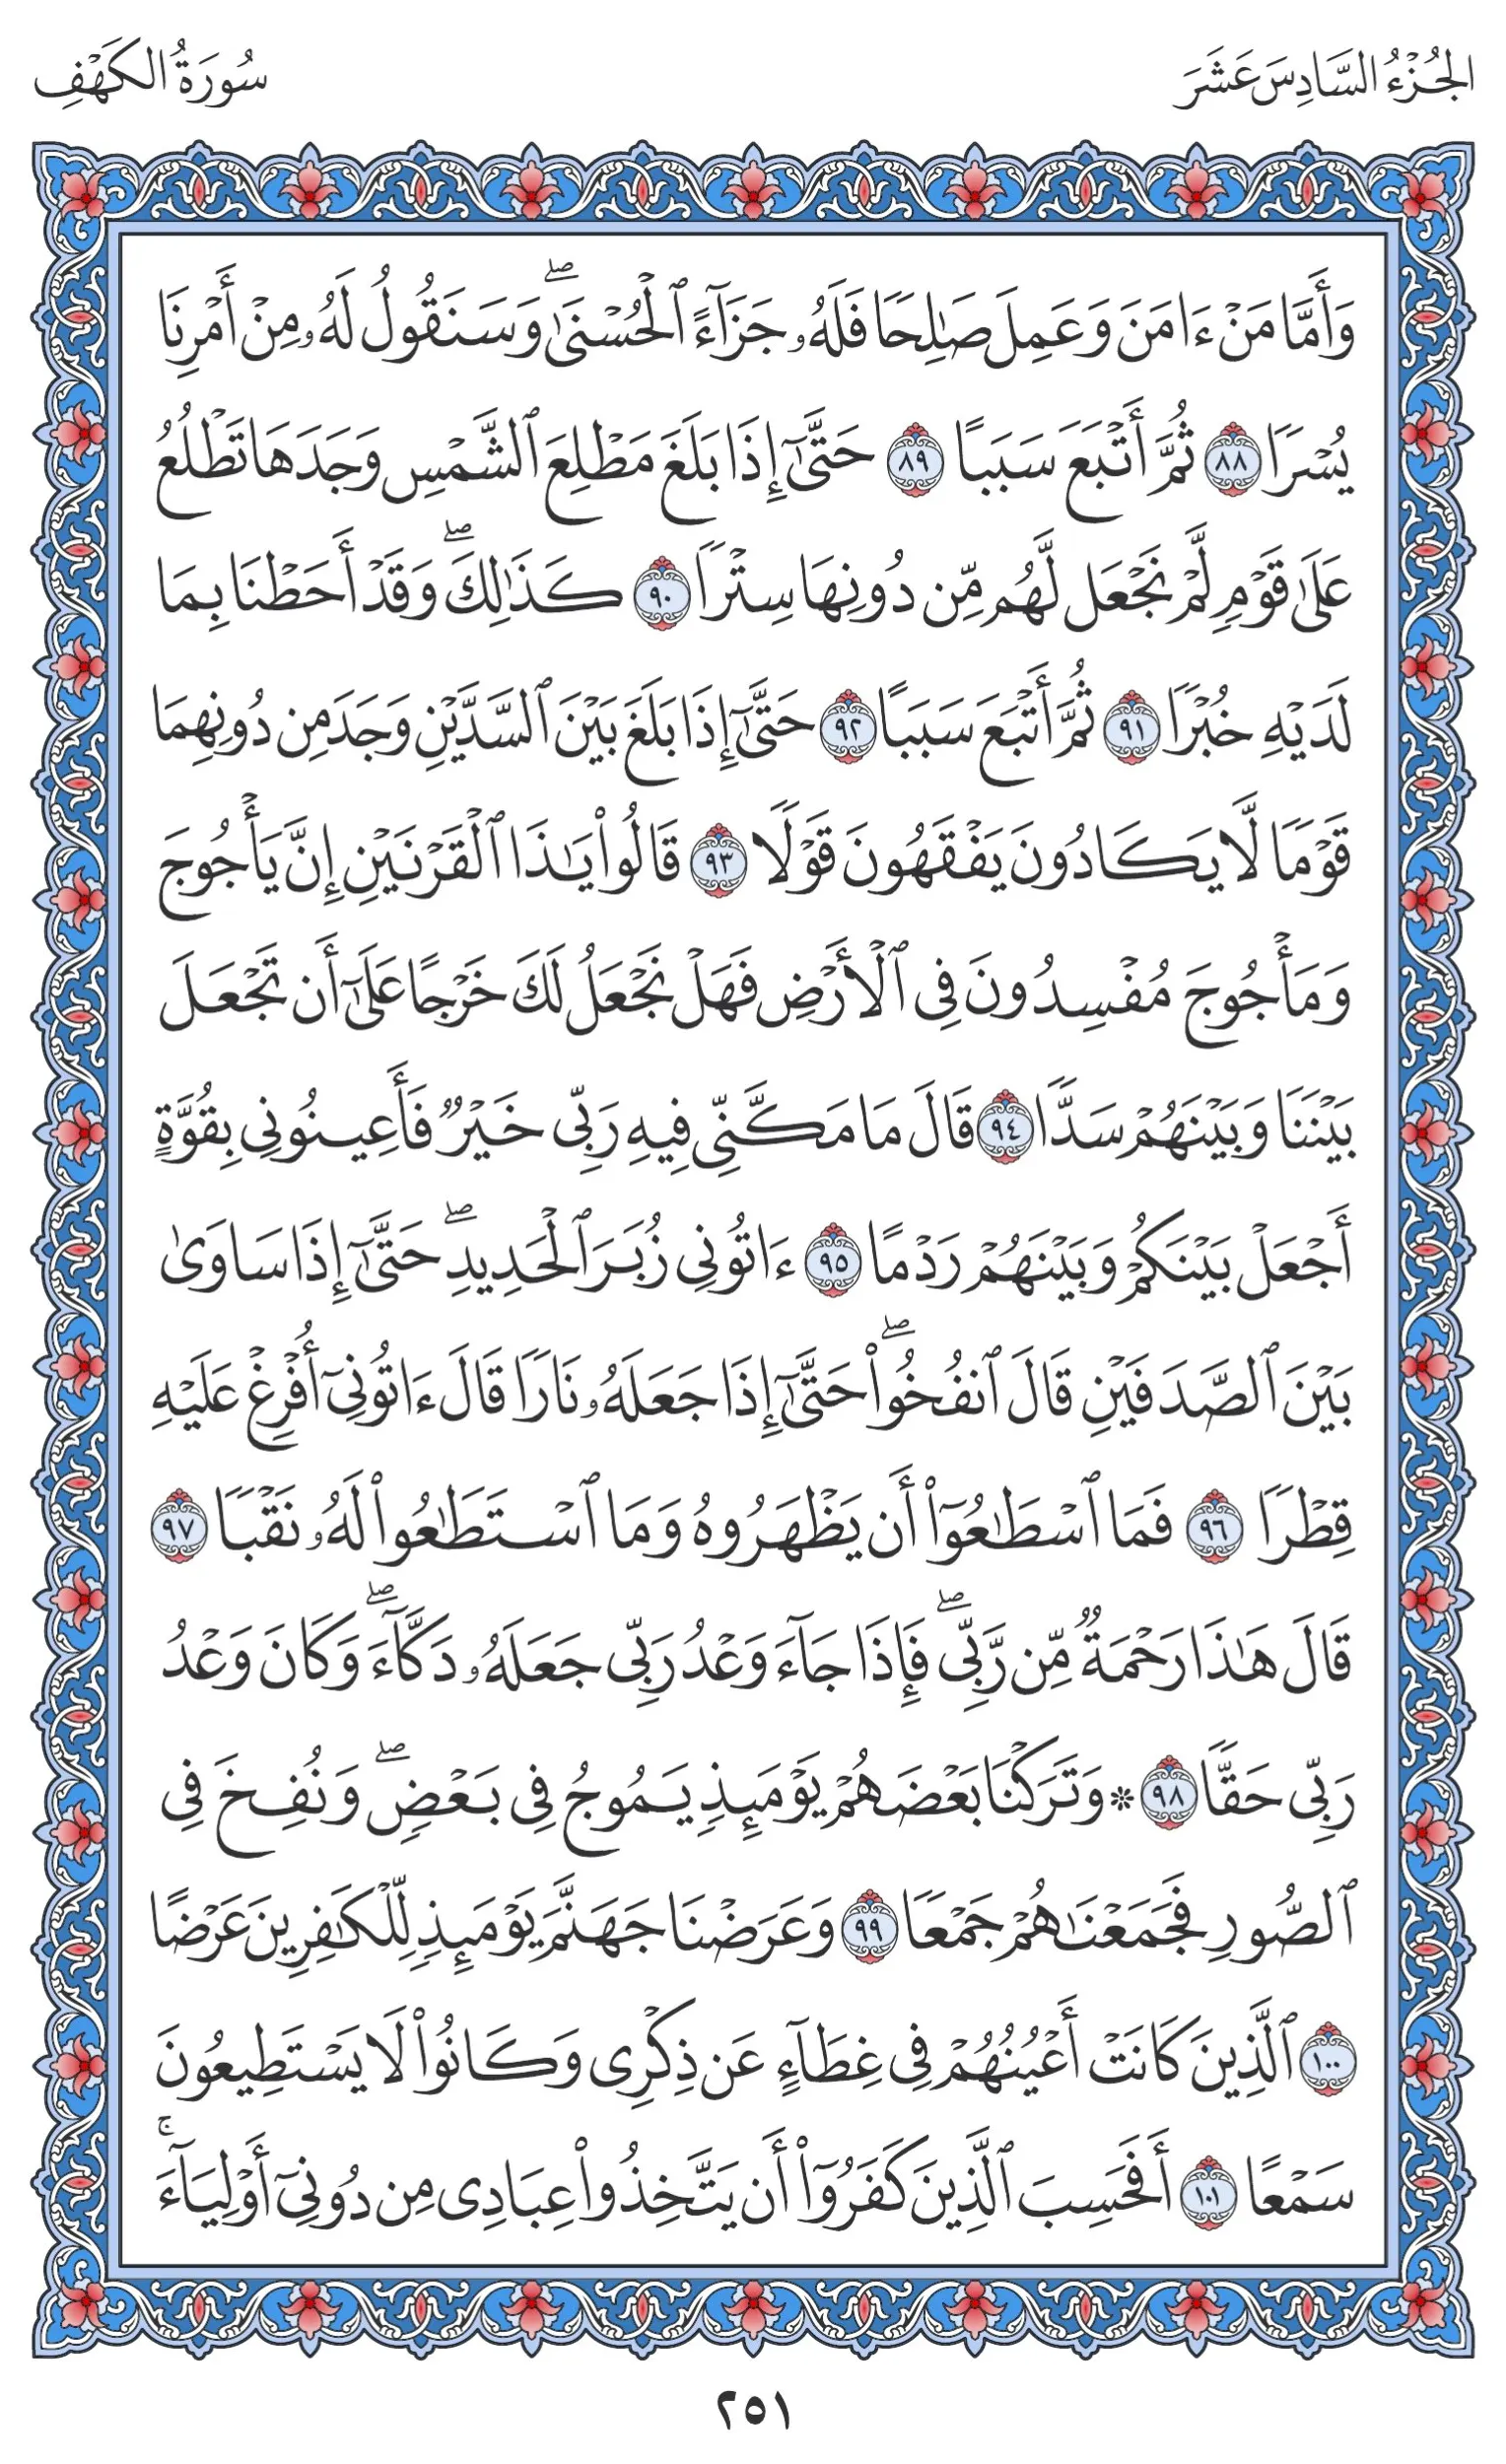 الجُزْءُ السَّادِسَ عَشَرَ
سُورَةُ الكَهْفِ
وَأَمَّا مَنْ ءَامَنَ وَعَمِلَ صَٰلِحًا فَلَهُۥ جَزَآءً ٱلْحُسْنَىٰۖ وَسَنَقُولُ لَهُۥ مِنْ أَمْرِنَا
يُسْرًا ٨٨ ثُمَّ أَتْبَعَ سَبَبًا ٨٩ حَتَّىٰٓ إِذَا بَلَغَ مَطْلِعَ ٱلشَّمْسِ وَجَدَهَا تَطْلُعُ
عَلَىٰ قَوْمٍ لَّمْ نَجْعَل لَّهُم مِّن دُونِهَا سِتْرًا ٩٠ كَذَٰلِكَۖ وَقَدْ أَحَطْنَا بِمَا
لَدَيْهِ خُبْرًا ٩١ ثُمَّ أَتْبَعَ سَبَبًا ٩٢ حَتَّىٰٓ إِذَا بَلَغَ بَيْنَ ٱلسَّدَّيْنِ وَجَدَ مِن دُونِهِمَا
قَوْمًا لَّا يَكَادُونَ يَفْقَهُونَ قَوْلًا ٩٣ قَالُوا۟ يَٰذَا ٱلْقَرْنَيْنِ إِنَّ يَأْجُوجَ
وَمَأْجُوجَ مُفْسِدُونَ فِى ٱلْأَرْضِ فَهَلْ نَجْعَلُ لَكَ خَرْجًا عَلَىٰٓ أَن تَجْعَلَ
بَيْنَنَا وَبَيْنَهُمْ سَدًّا ٩٤ قَالَ مَا مَكَّنِّى فِيهِ رَبِّى خَيْرٌ فَأَعِينُونِى بِقُوَّةٍ
أَجْعَلْ بَيْنَكُمْ وَبَيْنَهُمْ رَدْمًا ٩٥ ءَاتُونِى زُبَرَ ٱلْحَدِيدِۖ حَتَّىٰٓ إِذَا سَاوَىٰ
بَيْنَ ٱلصَّدَفَيْنِ قَالَ ٱنفُخُوا۟ۖ حَتَّىٰٓ إِذَا جَعَلَهُۥ نَارًا قَالَ ءَاتُونِىٓ أُفْرِغْ عَلَيْهِ
قِطْرًا ٩٦ فَمَا ٱسْطَٰعُوٓا۟ أَن يَظْهَرُوهُ وَمَا ٱسْتَطَٰعُوا۟ لَهُۥ نَقْبًا ٩٧
قَالَ هَٰذَا رَحْمَةٌ مِّن رَّبِّىۖ فَإِذَا جَآءَ وَعْدُ رَبِّى جَعَلَهُۥ دَكَّآءَۖ وَكَانَ وَعْدُ
رَبِّى حَقًّا ٩٨ ۞ وَتَرَكْنَا بَعْضَهُمْ يَوْمَئِذٍ يَمُوجُ فِى بَعْضٍۖ وَنُفِخَ فِى
ٱلصُّورِ فَجَمَعْنَٰهُمْ جَمْعًا ٩٩ وَعَرَضْنَا جَهَنَّمَ يَوْمَئِذٍ لِّلْكَٰفِرِينَ عَرْضًا
١٠٠ ٱلَّذِينَ كَانَتْ أَعْيُنُهُمْ فِى غِطَآءٍ عَن ذِكْرِى وَكَانُوا۟ لَا يَسْتَطِيعُونَ
سَمْعًا ١٠١ أَفَحَسِبَ ٱلَّذِينَ كَفَرُوٓا۟ أَن يَتَّخِذُوا۟ عِبَادِى مِن دُونِىٓ أَوْلِيَآءَۚ
٢٥١